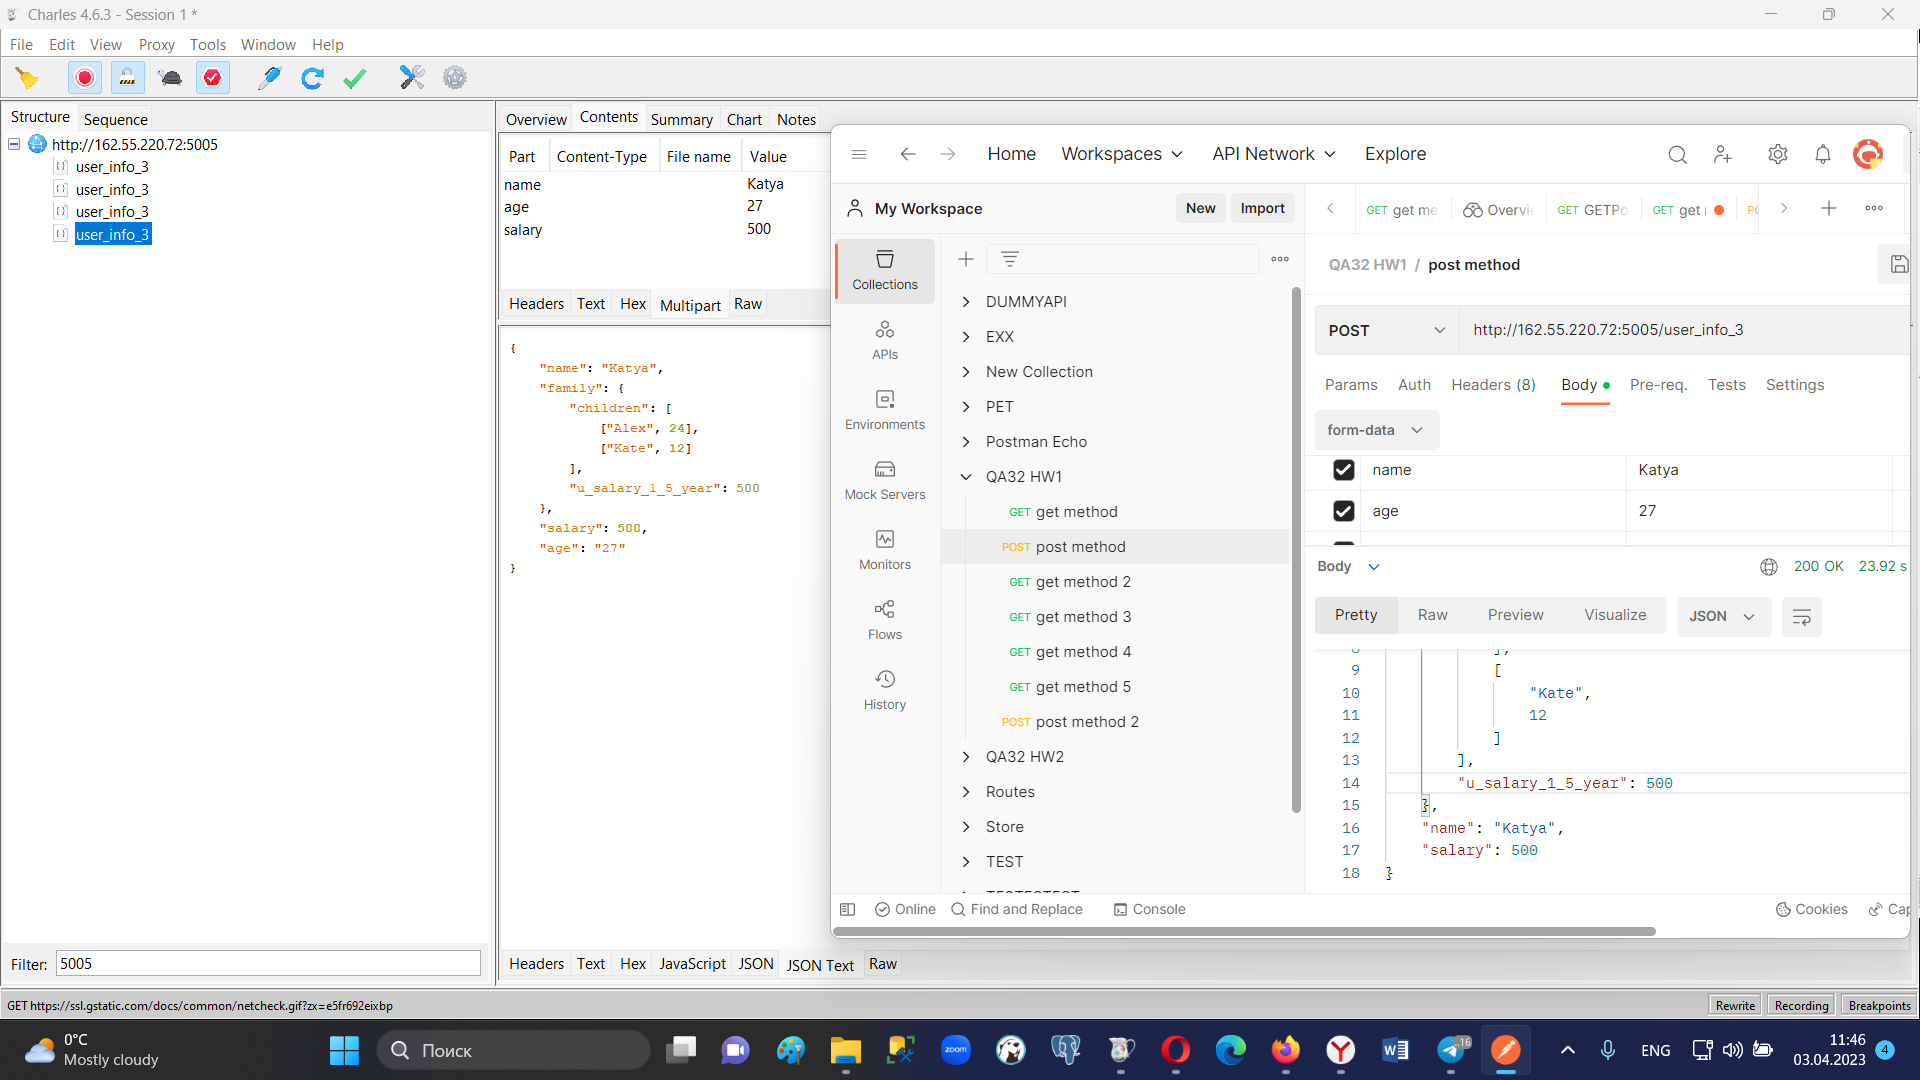 Charles 4.6.3 - Session 1 *
File Edit View Proxy Tools Window Help
Structure Sequence
http://162.55.220.72:5005
user_info_3
user_info_3
user_info_3
user_info_3
Filter: 5005
Overview Contents Summary Chart Notes
Part Content-Type File name Value
name Katya
age 27
salary 500
Headers Text Hex Multipart Raw
{
"name": "Katya",
"family": {
"children": [
["Alex", 24],
["Kate", 12]
],
"u_salary_1_5_year": 500
},
"salary": 500,
"age": "27"
}
Headers Text Hex JavaScript JSON JSON Text Raw
Home Workspaces API Network Explore
My Workspace New Import
Collections
APIs
Environments
Mock Servers
Monitors
Flows
History
DUMMYAPI
EXX
New Collection
PET
Postman Echo
QA32 HW1
GET get method
POST post method
GET get method 2
GET get method 3
GET get method 4
GET get method 5
POST post method 2
QA32 HW2
Routes
Store
TEST
GET get me Overvi GET GETPo GET get
QA32 HW1 / post method
POST http://162.55.220.72:5005/user_info_3
Params Auth Headers (8) Body Pre-req. Tests Settings
form-data
name Katya
age 27
Body 200 OK 23.92 s
Pretty Raw Preview Visualize JSON
9 [
10 "Kate",
11 12
12 ]
13 ],
14 "u_salary_1_5_year": 500
15 },
16 "name": "Katya",
17 "salary": 500
18 }
Online Find and Replace Console Cookies Cap
GET https://ssl.gstatic.com/docs/common/netcheck.gif?zx=e5fr692eixbp
Rewrite Recording Breakpoints
0°C
Mostly cloudy
Поиск
zoom
..16
ENG
11:46
03.04.2023
4